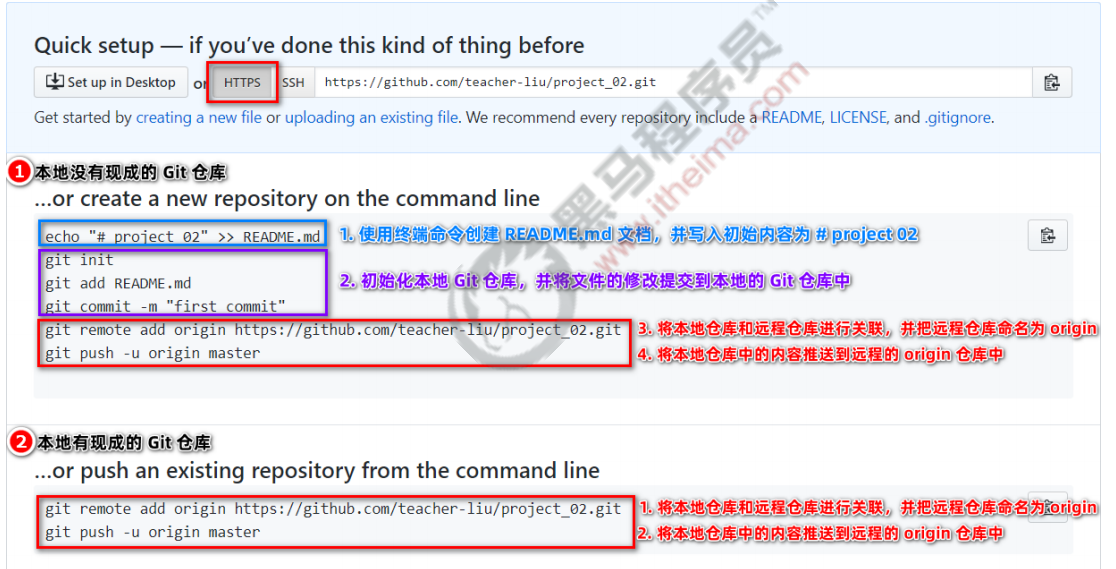 Quick setup — if you've done this kind of thing before
Set up in Desktop or HTTPS SSH https://github.com/teacher-liu/project_02.git
Get started by creating a new file or uploading an existing file. We recommend every repository include a README, LICENSE, and .gitignore.
1 本地没有现成的 Git 仓库
...or create a new repository on the command line
echo "# project_02" >> README.md 1. 使用终端命令创建 README.md 文档，并写入初始内容为 # project 02
git init
git add README.md 2. 初始化本地 Git 仓库，并将文件的修改提交到本地的 Git 仓库中
git commit -m "first commit"
git remote add origin https://github.com/teacher-liu/project_02.git 3. 将本地仓库和远程仓库进行关联，并把远程仓库命名为 origin
git push -u origin master 4. 将本地仓库中的内容推送到远程的 origin 仓库中
2 本地有现成的 Git 仓库
...or push an existing repository from the command line
git remote add origin https://github.com/teacher-liu/project_02.git 1. 将本地仓库和远程仓库进行关联，并把远程仓库命名为 origin
git push -u origin master 2. 将本地仓库中的内容推送到远程的 origin 仓库中
黑马程序员™
www.itheima.com